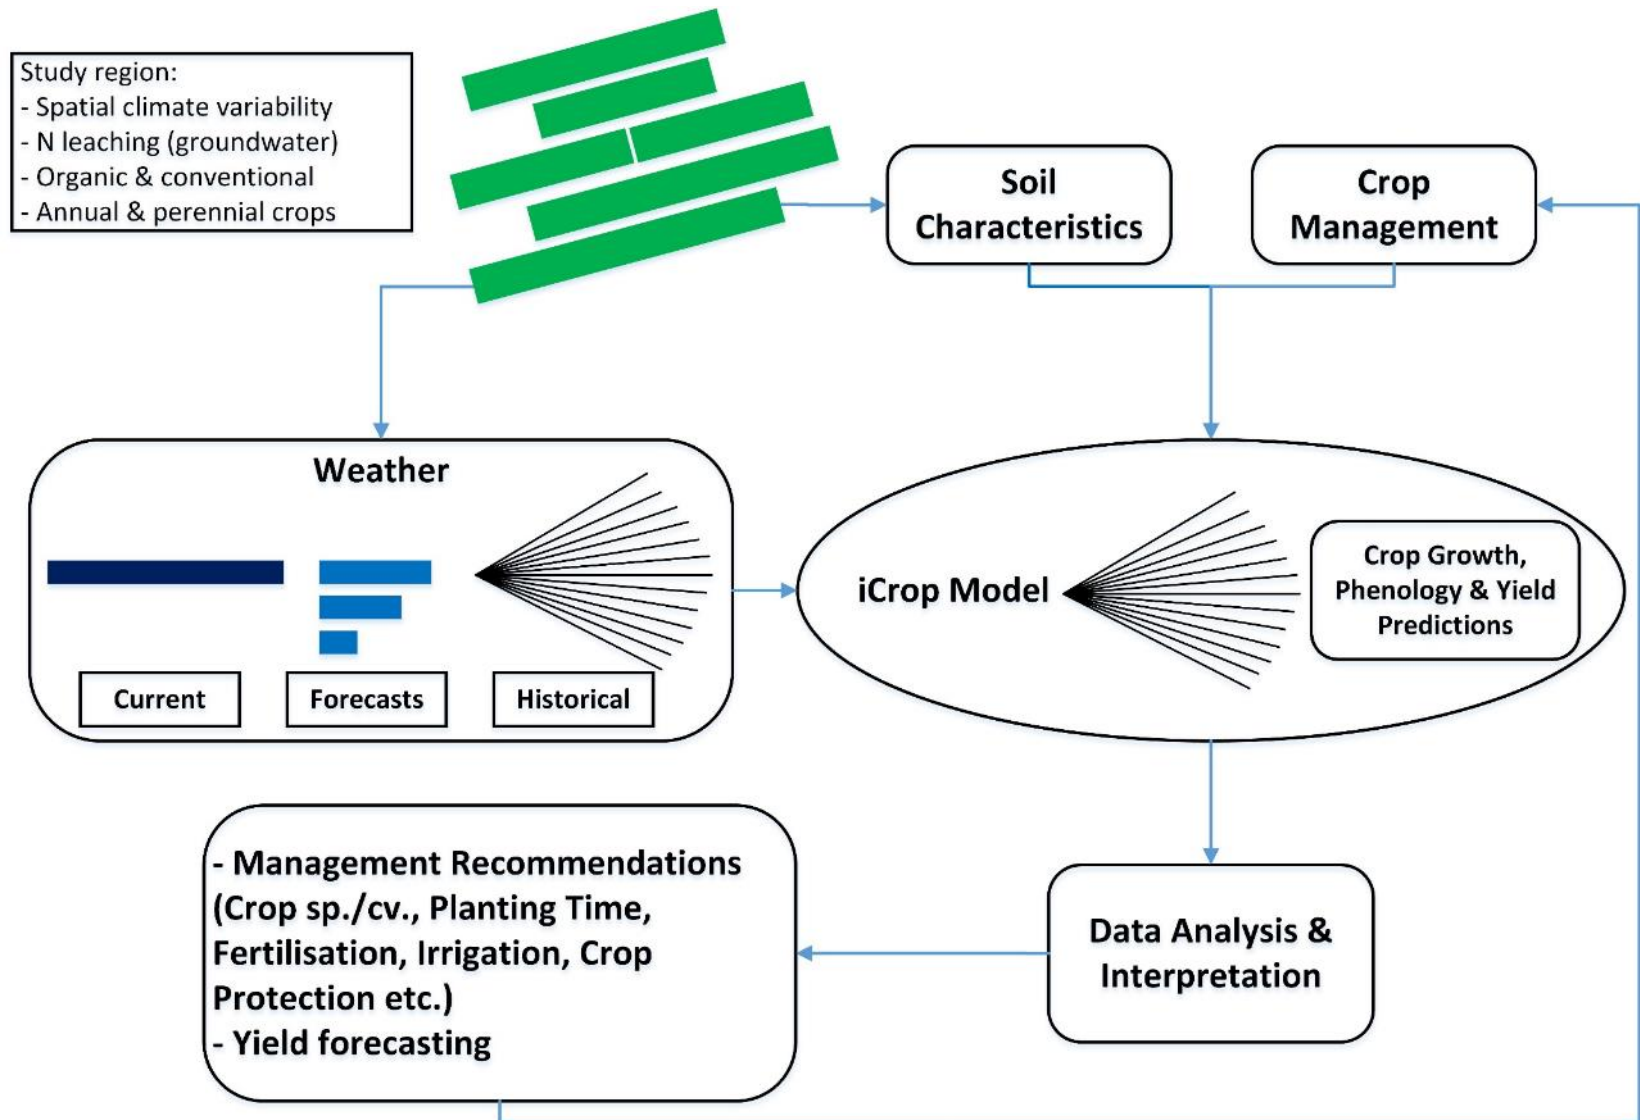 Study region:
- Spatial climate variability
- N leaching (groundwater)
- Organic & conventional
- Annual & perennial crops
Soil
Characteristics
Crop
Management
Weather
Current
Forecasts
Historical
iCrop Model
Crop Growth,
Phenology & Yield
Predictions
- Management Recommendations
(Crop sp./cv., Planting Time,
Fertilisation, Irrigation, Crop
Protection etc.)
- Yield forecasting
Data Analysis &
Interpretation